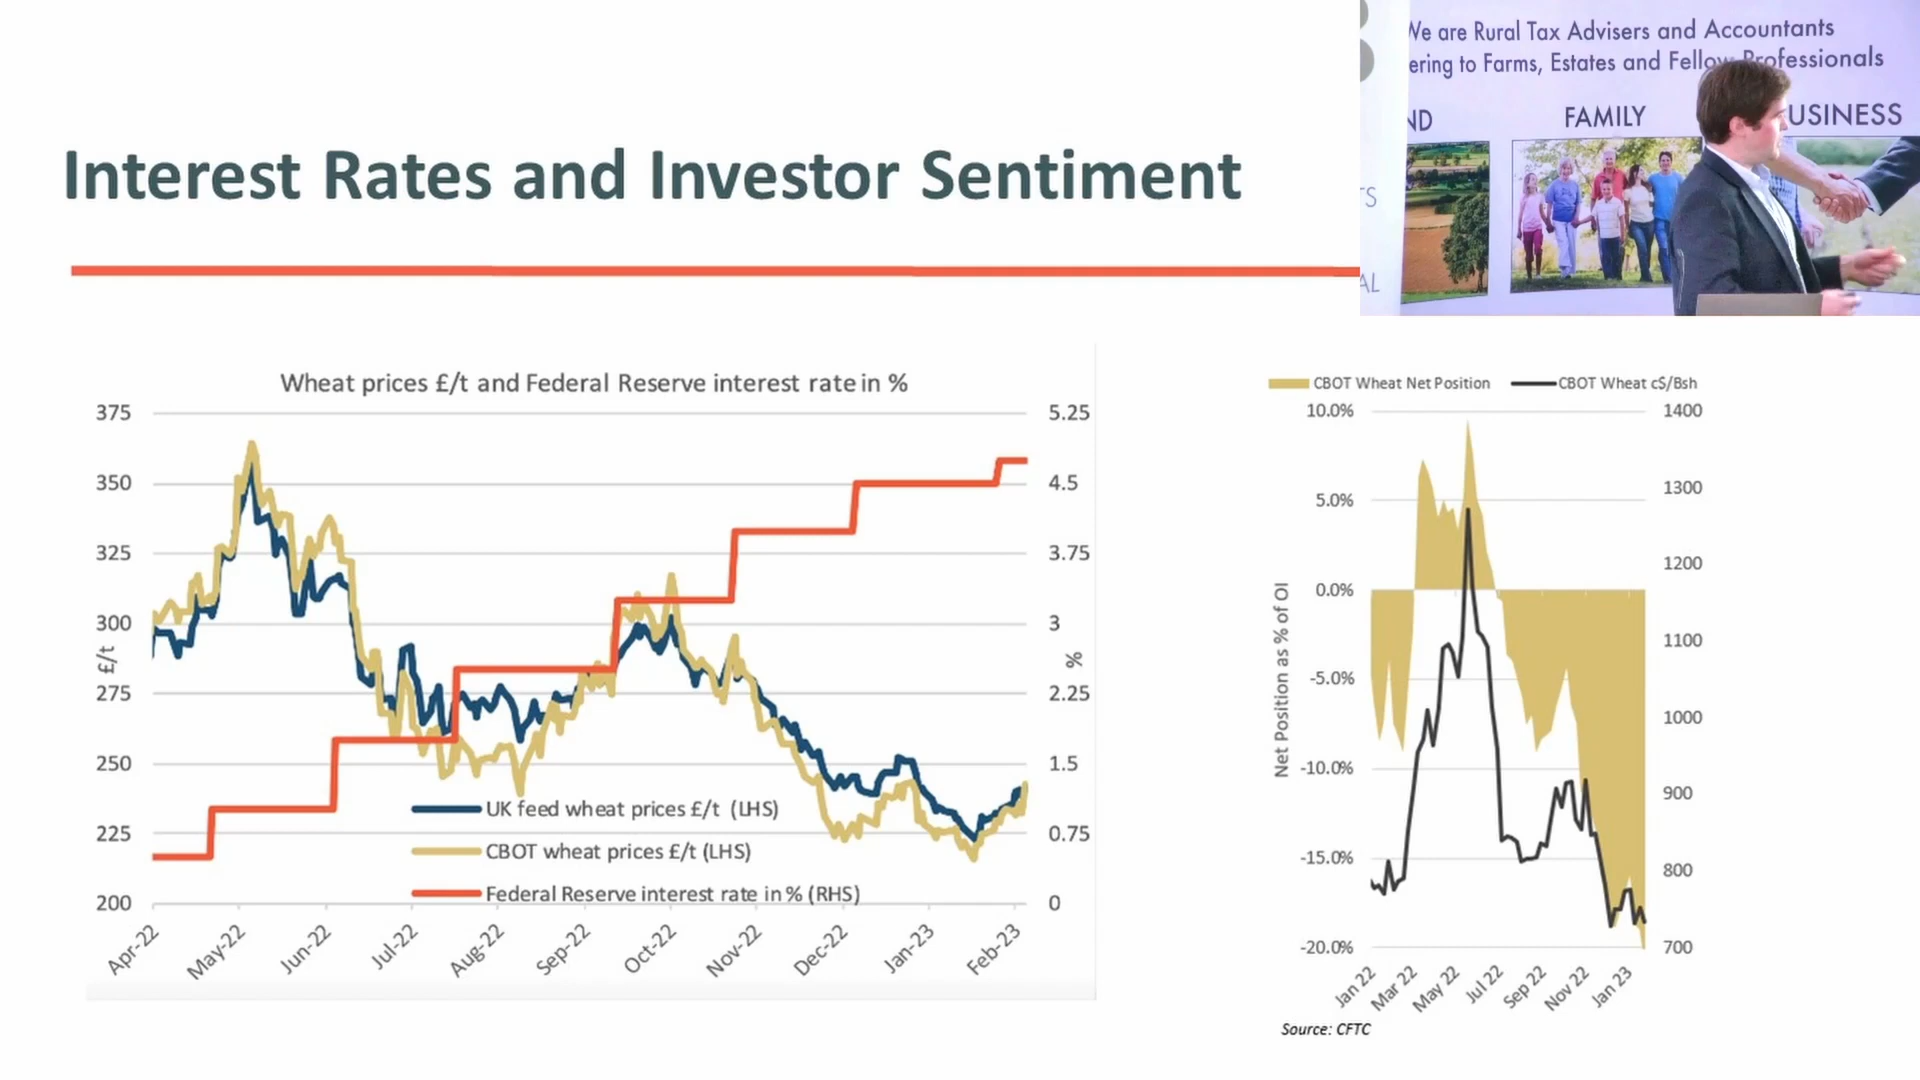 We are Rural Tax Advisers and Accountants
ering to Farms, Estates and Fellow Professionals
ND
FAMILY
USINESS
TS
AL
Interest Rates and Investor Sentiment
Wheat prices £/t and Federal Reserve interest rate in %
375
350
325
300
275
250
225
200
£/t
5.25
4.5
3.75
3
2.25
1.5
0.75
0
%
UK feed wheat prices £/t (LHS)
CBOT wheat prices £/t (LHS)
Federal Reserve interest rate in % (RHS)
Apr-22
May-22
Jun-22
Jul-22
Aug-22
Sep-22
Oct-22
Nov-22
Dec-22
Jan-23
Feb-23
CBOT Wheat Net Position
CBOT Wheat c$/Bsh
10.0%
5.0%
0.0%
-5.0%
-10.0%
-15.0%
-20.0%
Net Position as % of OI
1400
1300
1200
1100
1000
900
800
700
Jan 22
Mar 22
May 22
Jul 22
Sep 22
Nov 22
Jan 23
Source: CFTC